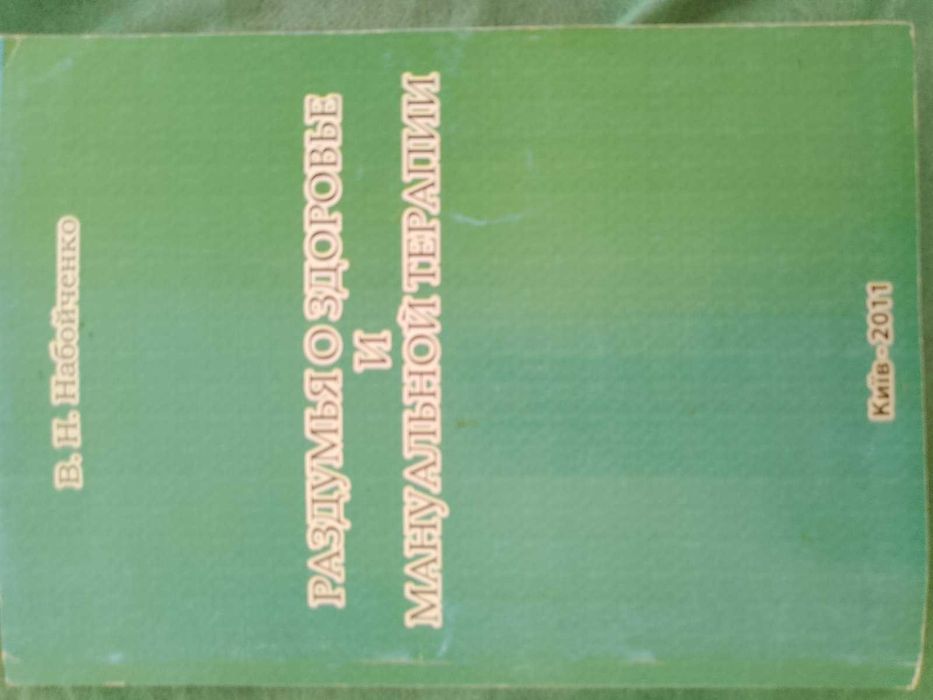 В. Н. Набойченко
РАЗДУМЬЯ О ЗДОРОВЬЕ
И
МАНУАЛЬНОЙ ТЕРАПИИ
Київ-2011